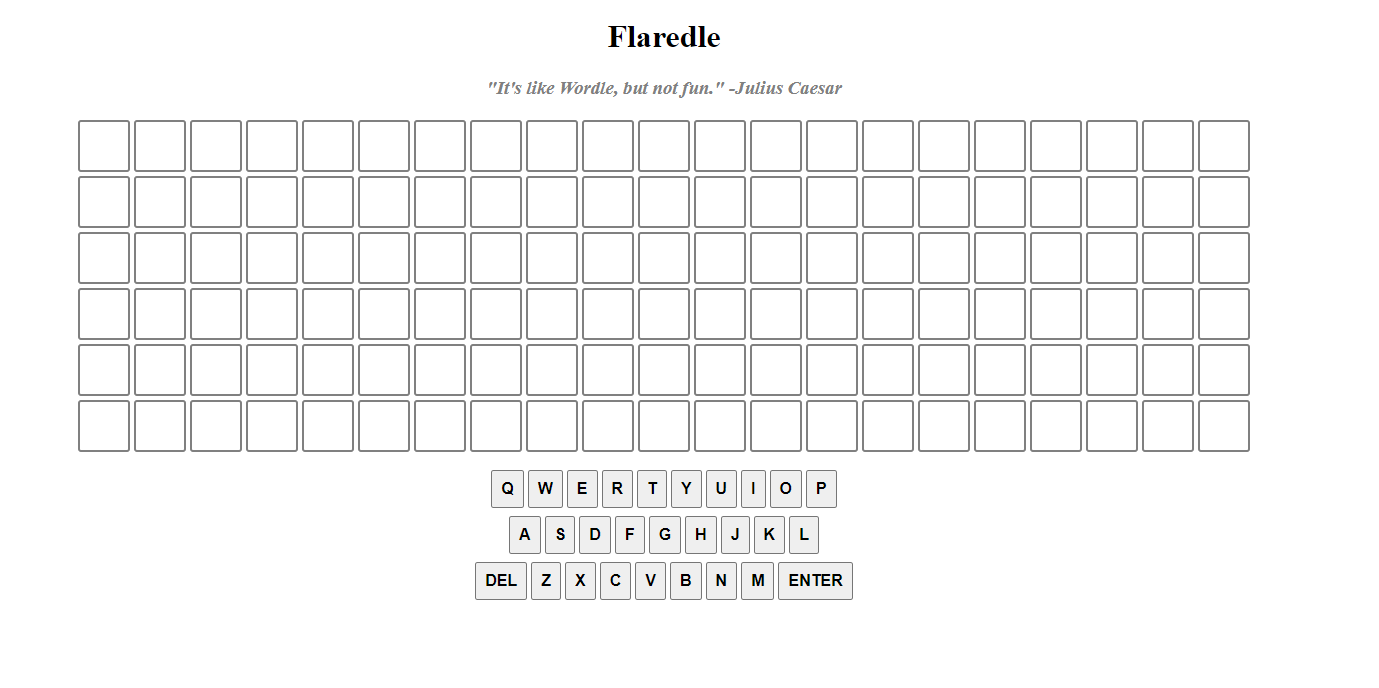 Flaredle
"It's like Wordle, but not fun." -Julius Caesar
Q W E R T Y U I O P
A S D F G H J K L
DEL Z X C V B N M ENTER